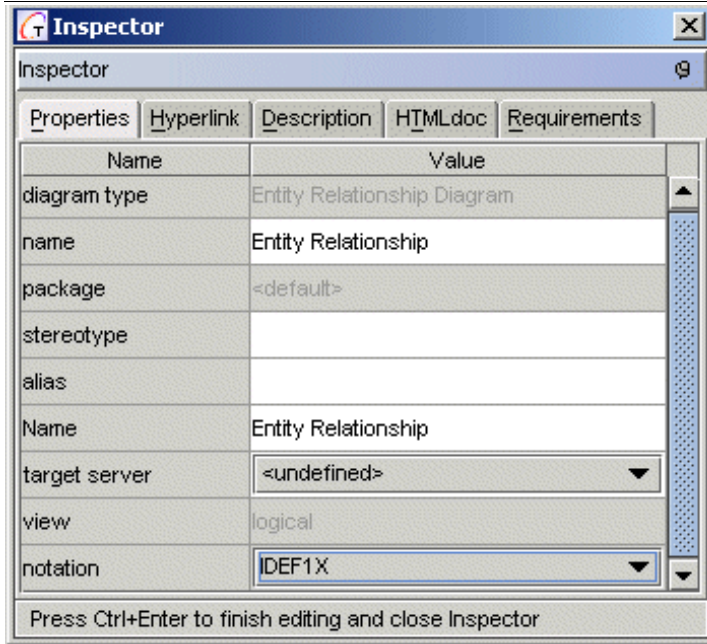 Inspector
Inspector
Properties Hyperlink Description HTMLdoc Requirements
Name Value
diagram type Entity Relationship Diagram
name Entity Relationship
package <default>
stereotype
alias
Name Entity Relationship
target server <undefined>
view logical
notation IDEF1X
Press Ctrl+Enter to finish editing and close Inspector